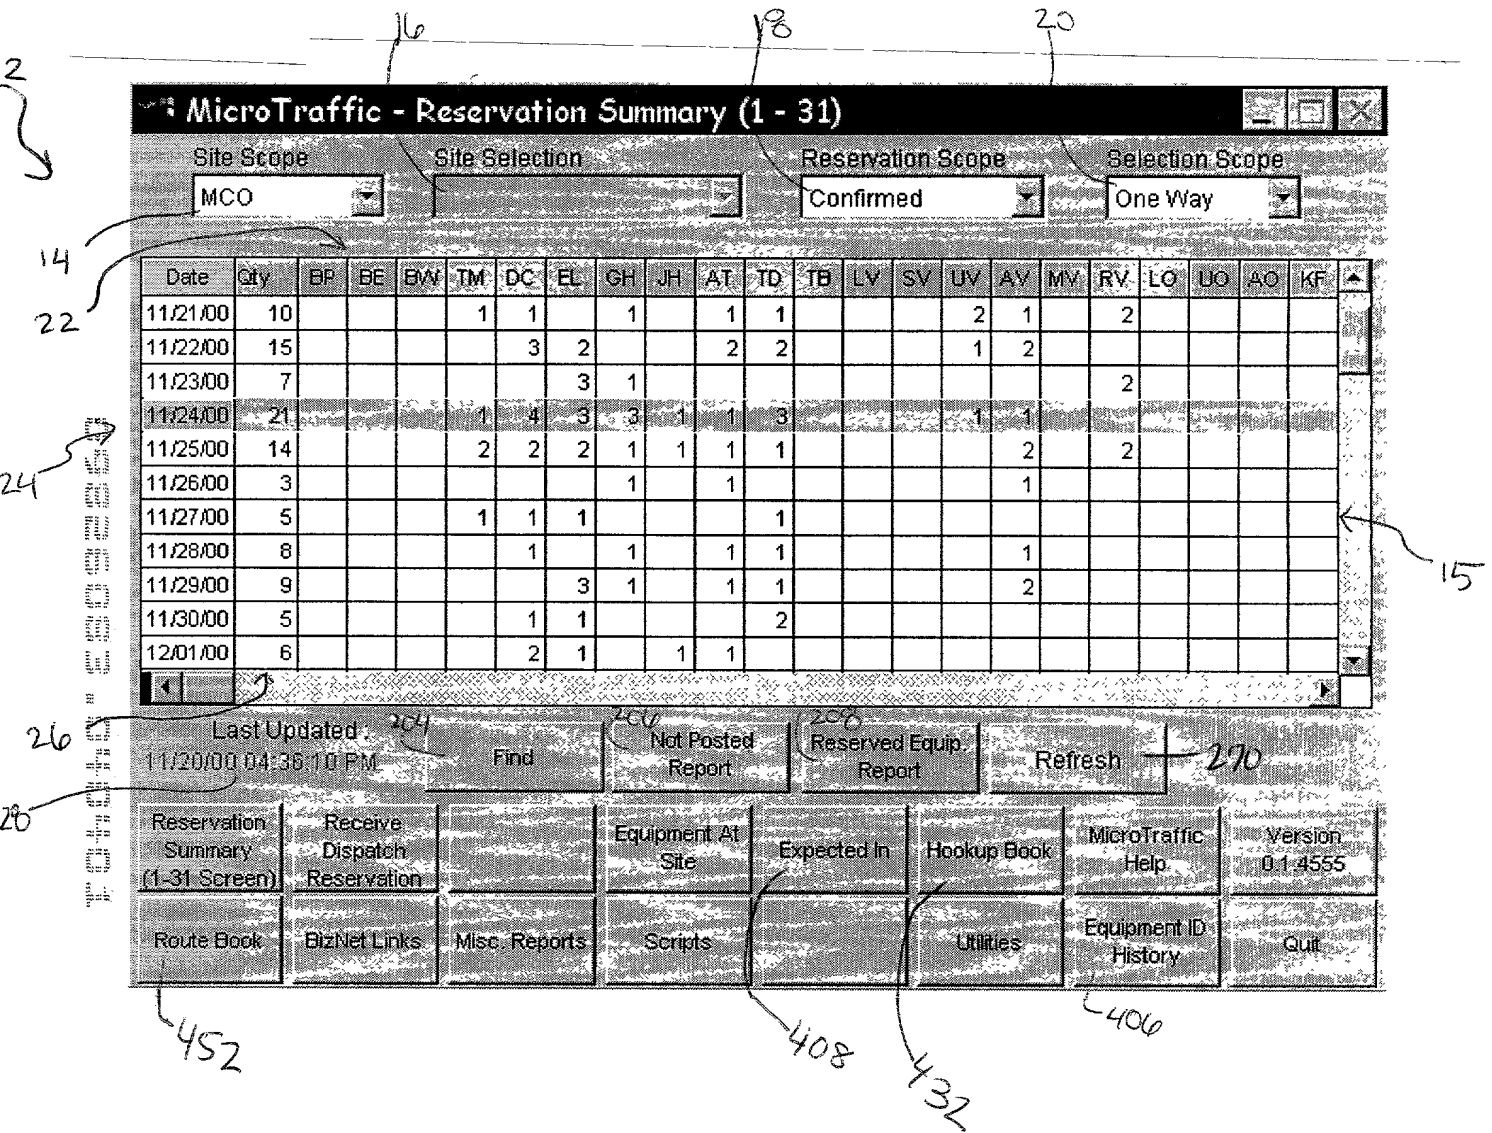 16 18 20
2
MicroTraffic - Reservation Summary (1 - 31)
Site Scope Site Selection Reservation Scope Selection Scope
MCO Confirmed One Way
14
22
Date Qty BP BE BW TM DC EL GH JH AT TD TB LV SV UV AV MV RV LO UO AO KF
11/21/00 10 1 1 1 1 1 2 1 2
11/22/00 15 3 2 2 2 1 2
11/23/00 7 3 1 2
11/24/00 21 1 4 3 3 1 1 3 1 1
11/25/00 14 2 2 2 1 1 1 1 2 2
11/26/00 3 1 1 1
11/27/00 5 1 1 1 1
11/28/00 8 1 1 1 1 1
11/29/00 9 3 1 1 1 2
11/30/00 5 1 1 2
12/01/00 6 2 1 1 1
24
15
26
Last Updated :
11/20/00 04:36:10 PM
28
204 Find
206 Not Posted Report
208 Reserved Equip. Report
Refresh 270
Reservation Summary (1-31 Screen)
Receive Dispatch Reservation
Equipment At Site
Expected In
Hookup Book
MicroTraffic Help
Version 0.1.4555
Route Book
BizNet Links
Misc. Reports
Scripts
Utilities
Equipment ID History
Quit
452
408
432
406